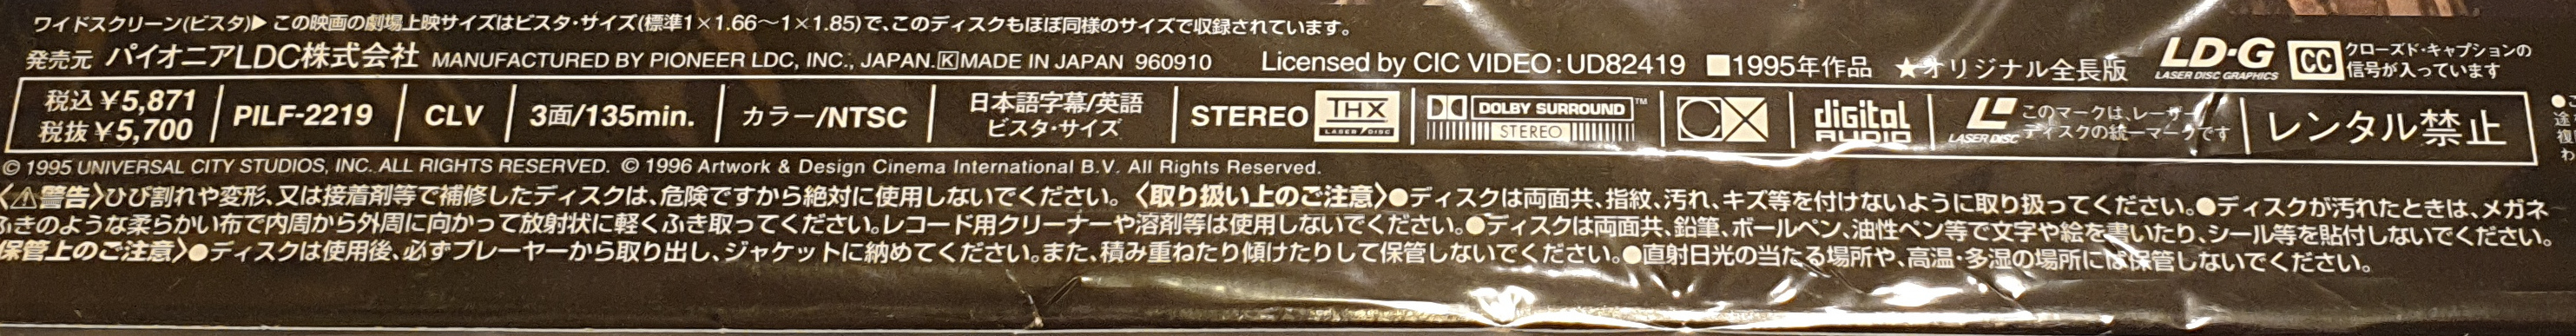 ワイドスクリーン(ビスタ)▶ この映画の劇場上映サイズはビスタ・サイズ(標準1×1.66〜1×1.85)で、このディスクもほぼ同様のサイズで収録されています。
発売元 パイオニアLDC株式会社 MANUFACTURED BY PIONEER LDC, INC., JAPAN. K MADE IN JAPAN 960910 Licensed by CIC VIDEO:UD82419 ■1995年作品 ★オリジナル全長版 LD・G LASER DISC GRAPHICS CC クローズド・キャプションの
信号が入っています
税込￥5,871
税抜￥5,700
PILF-2219
CLV
3面/135min.
カラー/NTSC
日本語字幕/英語
ビスタ・サイズ
STEREO THX LASER DISC
DOLBY SURROUND™
STEREO
CX
digital
AUDIO
LASER DISC このマークは、レーザー
ディスクの統一マークです
レンタル禁止
© 1995 UNIVERSAL CITY STUDIOS, INC. ALL RIGHTS RESERVED. © 1996 Artwork & Design Cinema International B.V. All Rights Reserved.
〈⚠警告〉ひび割れや変形、又は接着剤等で補修したディスクは、危険ですから絶対に使用しないでください。〈取り扱い上のご注意〉●ディスクは両面共、指紋、汚れ、キズ等を付けないように取り扱ってください。●ディスクが汚れたときは、メガネ
ふきのような柔らかい布で内周から外周に向かって放射状に軽くふき取ってください。レコード用クリーナーや溶剤等は使用しないでください。●ディスクは両面共、鉛筆、ボールペン、油性ペン等で文字や絵を書いたり、シール等を貼付しないでください。
保管上のご注意〉●ディスクは使用後、必ずプレーヤーから取り出し、ジャケットに納めてください。また、積み重ねたり傾けたりして保管しないでください。●直射日光の当たる場所や、高温・多湿の場所には保管しないでください。